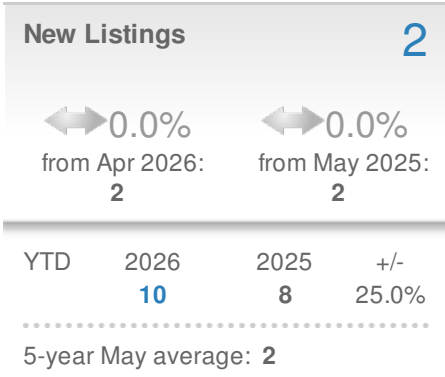 New Listings 2
0.0% 0.0%
from Apr 2026: from May 2025:
2 2
YTD 2026 2025 +/-
10 8 25.0%
5-year May average: 2